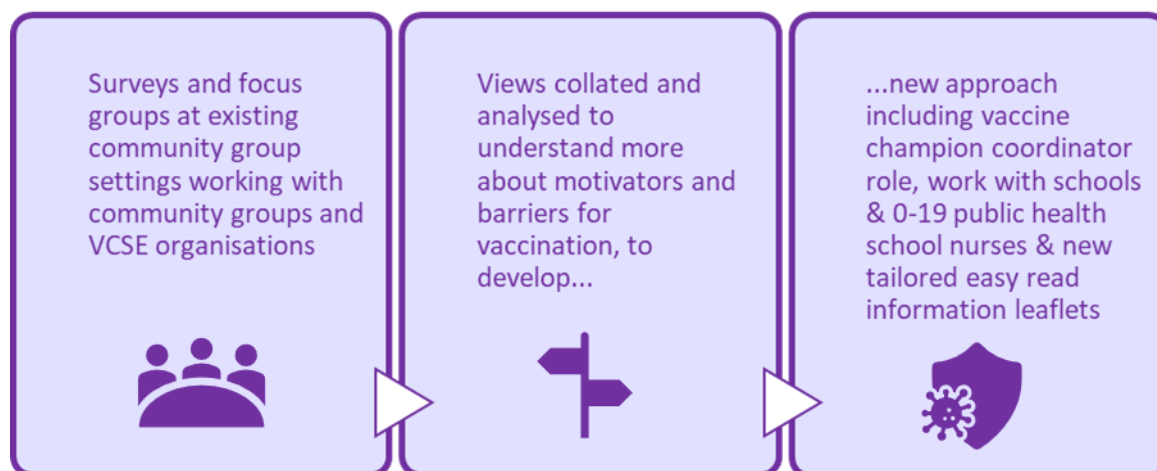 Surveys and focus
groups at existing
community group
settings working with
community groups and
VCSE organisations
Views collated and
analysed to
understand more
about motivators and
barriers for
vaccination, to
develop...
...new approach
including vaccine
champion coordinator
role, work with schools
& 0-19 public health
school nurses & new
tailored easy read
information leaflets